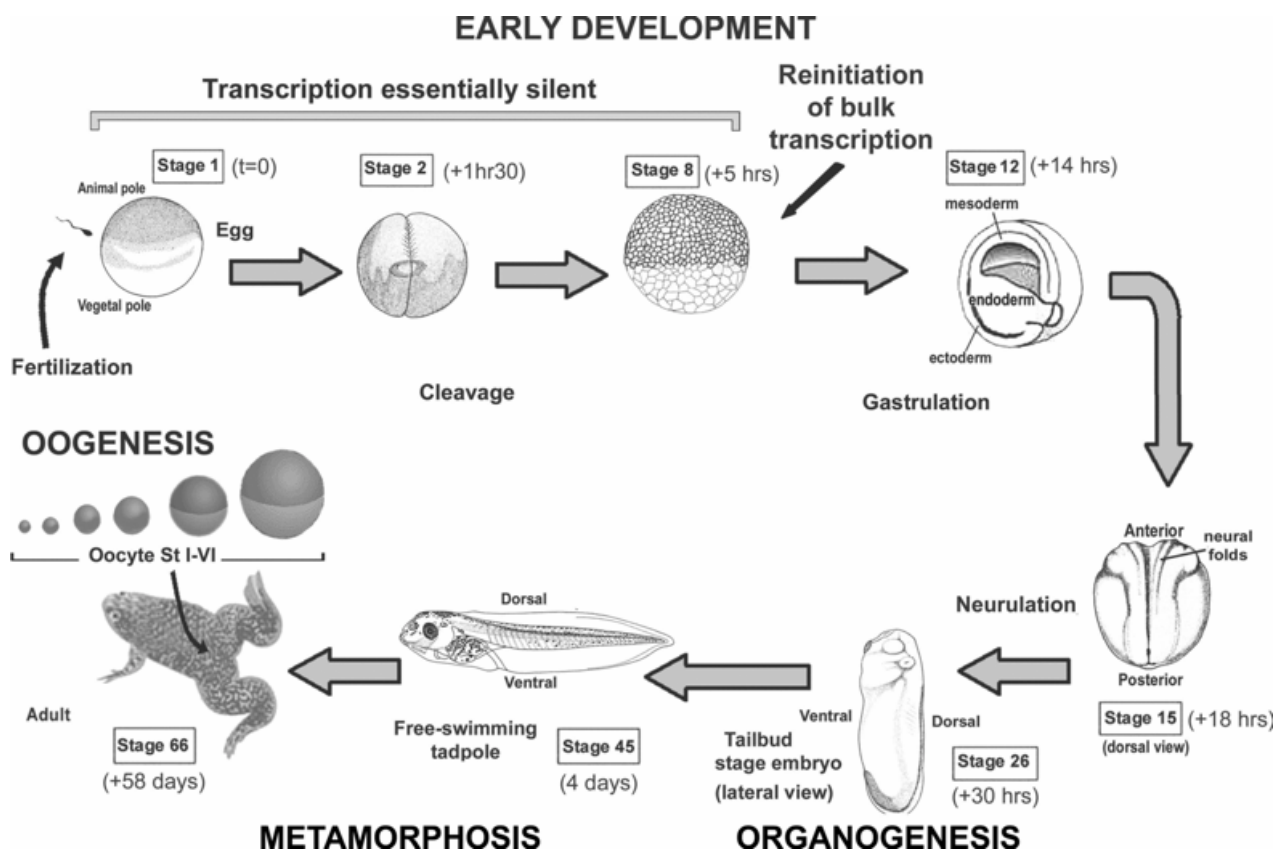 EARLY DEVELOPMENT
Transcription essentially silent
Reinitiation
of bulk
transcription
Stage 1 (t=0)
Stage 2 (+1hr30)
Stage 8 (+5 hrs)
Stage 12 (+14 hrs)
Animal pole
Egg
Vegetal pole
mesoderm
endoderm
ectoderm
Fertilization
Cleavage
Gastrulation
OOGENESIS
Oocyte St I-VI
Anterior
neural
folds
Neurulation
Posterior
Stage 15 (+18 hrs)
(dorsal view)
Ventral
Dorsal
Tailbud
stage embryo
(lateral view)
Stage 26
(+30 hrs)
Dorsal
Ventral
Free-swimming
tadpole
Stage 45
(4 days)
Adult
Stage 66
(+58 days)
METAMORPHOSIS
ORGANOGENESIS